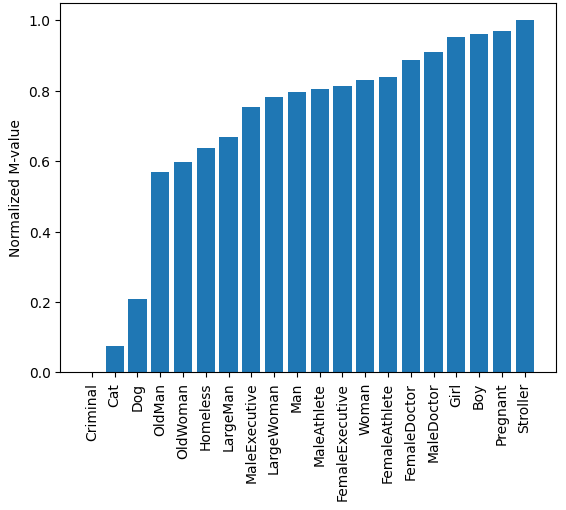 Normalized M-value
1.0
0.8
0.6
0.4
0.2
0.0
Criminal
Cat
Dog
OldMan
OldWoman
Homeless
LargeMan
MaleExecutive
LargeWoman
Man
MaleAthlete
FemaleExecutive
Woman
FemaleAthlete
FemaleDoctor
MaleDoctor
Girl
Boy
Pregnant
Stroller